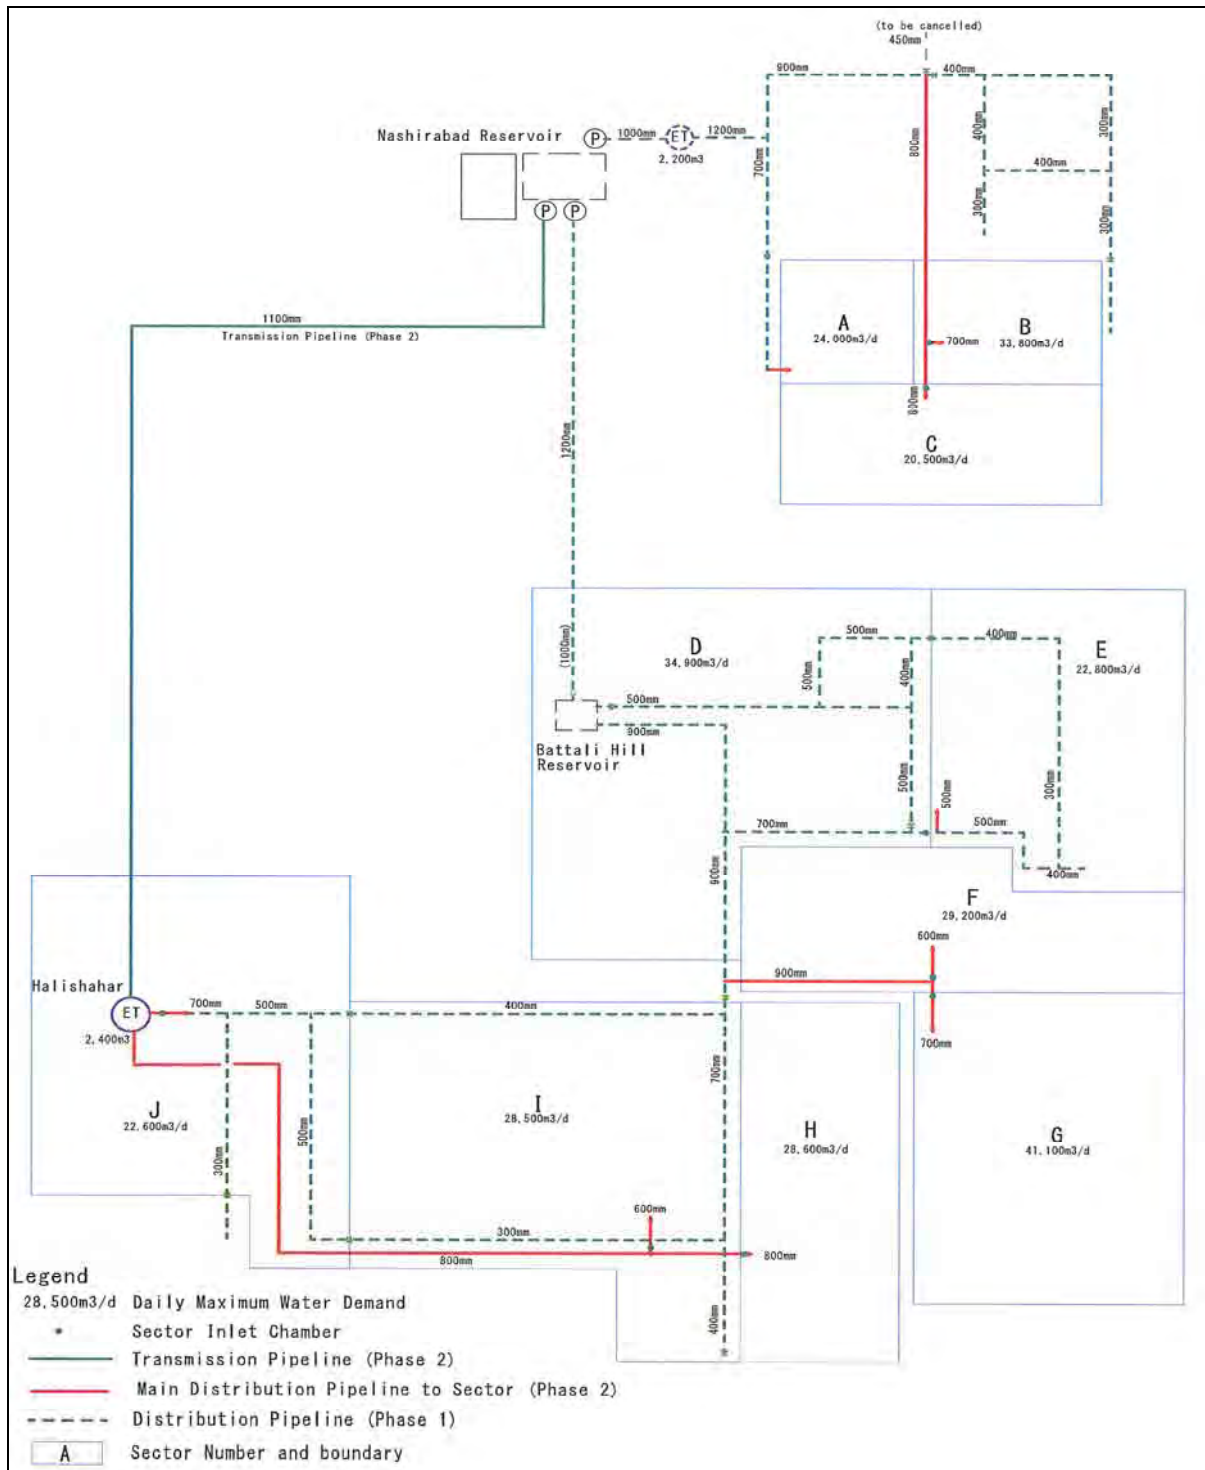 (to be cancelled)
450mm
900mm
400mm
Nashirabad Reservoir
P
1000mm
ET
1200mm
2,200m3
700mm
800mm
400mm
300mm
400mm
300mm
300mm
P
P
1100mm
Transmission Pipeline (Phase 2)
A
24,000m3/d
B
33,800m3/d
700mm
800mm
C
20,500m3/d
1200mm
(1000mm)
D
34,900m3/d
500mm
500mm
400mm
400mm
E
22,800m3/d
500mm
900mm
Battali Hill
Reservoir
500mm
500mm
300mm
700mm
500mm
400mm
900mm
F
29,200m3/d
600mm
900mm
700mm
Halishahar
ET
2,400m3
700mm
500mm
400mm
700mm
J
22,600m3/d
500mm
300mm
I
28,500m3/d
H
28,600m3/d
G
41,100m3/d
600mm
300mm
800mm
800mm
400mm
Legend
28,500m3/d Daily Maximum Water Demand
Sector Inlet Chamber
Transmission Pipeline (Phase 2)
Main Distribution Pipeline to Sector (Phase 2)
Distribution Pipeline (Phase 1)
A Sector Number and boundary